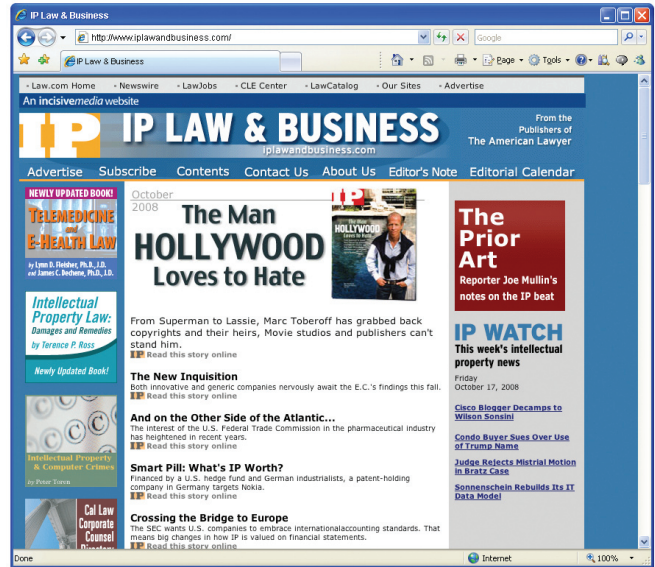 IP Law & Business
http://www.iplawandbusiness.com/
Google
IP Law & Business
Page
Tools
Law.com Home
Newswire
LawJobs
CLE Center
LawCatalog
Our Sites
Advertise
An incisivemedia website
IP
IP LAW & BUSINESS
iplawandbusiness.com
From the
Publishers of
The American Lawyer
Advertise
Subscribe
Contents
Contact Us
About Us
Editor's Note
Editorial Calendar
NEWLY UPDATED BOOK!
TELEMEDICINE
and
E-HEALTH LAW
by Lynn D. Fleisher, Ph.D., J.D.
and James C. Dechene, Ph.D., J.D.
Intellectual
Property Law:
Damages and Remedies
by Terence P. Ross
Newly Updated Book!
Intellectual Property
& Computer Crimes
by Peter Toren
Cal Law
Corporate
Counsel
October
2008
The Man
HOLLYWOOD
Loves to Hate
IP
The Man
HOLLYWOOD
Loves to Hate
From Superman to Lassie, Marc Toberoff has grabbed back
copyrights and their heirs, Movie studios and publishers can't
stand him.
IP Read this story online
The New Inquisition
Both innovative and generic companies nervously await the E.C.'s findings this fall.
IP Read this story online
And on the Other Side of the Atlantic...
The interest of the U.S. Federal Trade Commission in the pharmaceutical industry
has heightened in recent years.
IP Read this story online
Smart Pill: What's IP Worth?
Financed by a U.S. hedge fund and German industrialists, a patent-holding
company in Germany targets Nokia.
IP Read this story online
Crossing the Bridge to Europe
The SEC wants U.S. companies to embrace internationalaccounting standards. That
means big changes in how IP is valued on financial statements.
IP Read this story online
The
Prior
Art
Reporter Joe Mullin's
notes on the IP beat
IP WATCH
This week's intellectual
property news
Friday
October 17, 2008
Cisco Blogger Decamps to
Wilson Sonsini
Condo Buyer Sues Over Use
of Trump Name
Judge Rejects Mistrial Motion
in Bratz Case
Sonnenschein Rebuilds Its IT
Data Model
Done
Internet
100%